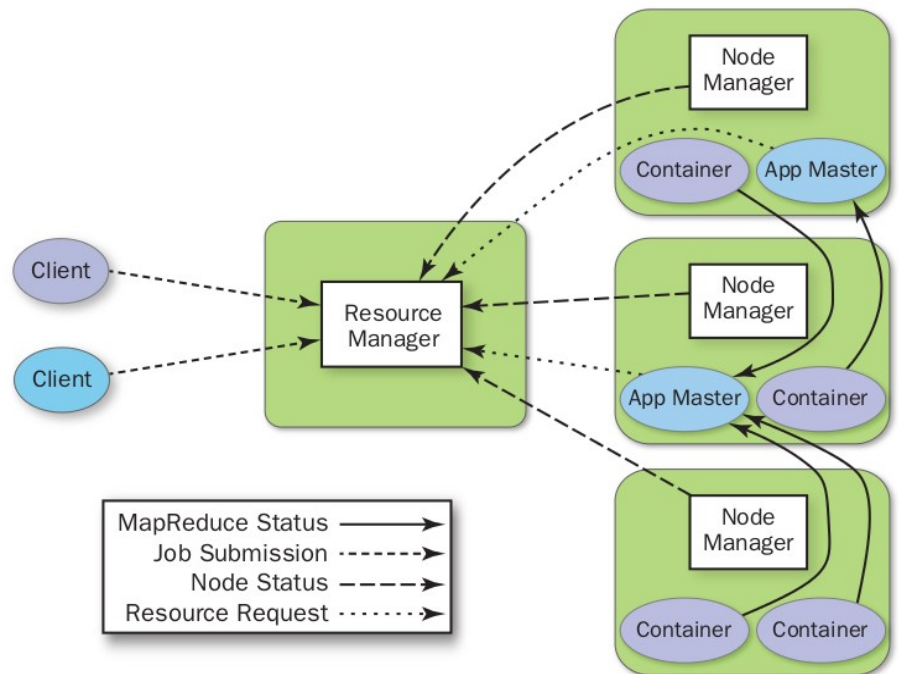 Node
Manager
Container
App Master
Client
Resource
Manager
Node
Manager
Client
App Master
Container
Node
Manager
Container
Container
MapReduce Status
Job Submission
Node Status
Resource Request